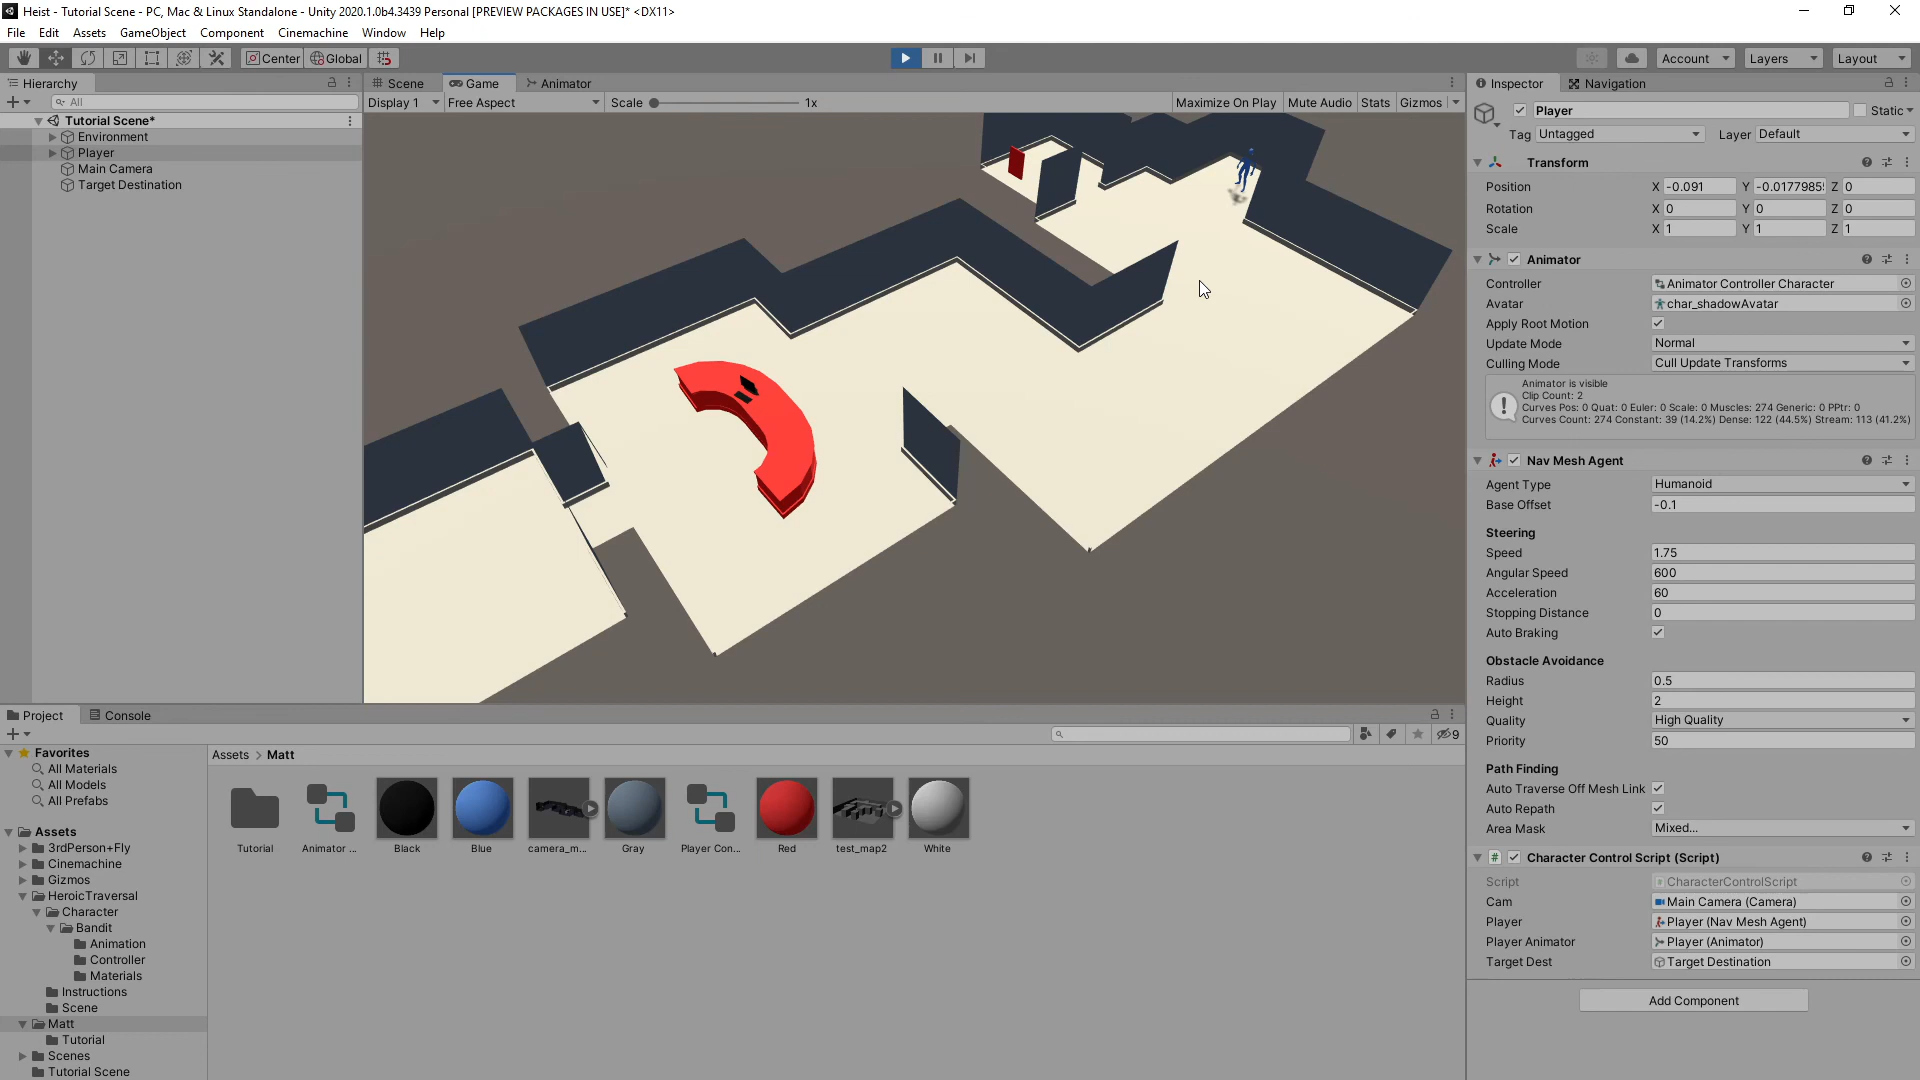 Heist - Tutorial Scene - PC, Mac & Linux Standalone - Unity 2020.1.0b4.3439 Personal [PREVIEW PACKAGES IN USE]* <DX11>
File Edit Assets GameObject Component Cinemachine Window Help
Center Global Account Layers Layout
Hierarchy
All
Tutorial Scene*
Environment
Player
Main Camera
Target Destination
Scene Game Animator
Display 1 Free Aspect Scale 1x Maximize On Play Mute Audio Stats Gizmos
Inspector Navigation
Player Static
Tag Untagged Layer Default
Transform
Position X -0.091 Y -0.0177985 Z 0
Rotation X 0 Y 0 Z 0
Scale X 1 Y 1 Z 1
Animator
Controller Animator Controller Character
Avatar char_shadowAvatar
Apply Root Motion
Update Mode Normal
Culling Mode Cull Update Transforms
Animator is visible
Clip Count: 2
Curves Pos: 0 Quat: 0 Euler: 0 Scale: 0 Muscles: 274 Generic: 0 PPtr: 0
Curves Count: 274 Constant: 39 (14.2%) Dense: 122 (44.5%) Stream: 113 (41.2%)
Nav Mesh Agent
Agent Type Humanoid
Base Offset -0.1
Steering
Speed 1.75
Angular Speed 600
Acceleration 60
Stopping Distance 0
Auto Braking
Obstacle Avoidance
Radius 0.5
Height 2
Quality High Quality
Priority 50
Path Finding
Auto Traverse Off Mesh Link
Auto Repath
Area Mask Mixed...
# Character Control Script (Script)
Script CharacterControlScript
Cam Main Camera (Camera)
Player Player (Nav Mesh Agent)
Player Animator Player (Animator)
Target Dest Target Destination
Add Component
Project Console
9
Favorites
All Materials
All Models
All Prefabs
Assets
3rdPerson+Fly
Cinemachine
Gizmos
HeroicTraversal
Character
Bandit
Animation
Controller
Materials
Instructions
Scene
Matt
Tutorial
Scenes
Tutorial Scene
Assets > Matt
Tutorial Animator ... Black Blue camera_m... Gray Player Con... Red test_map2 White